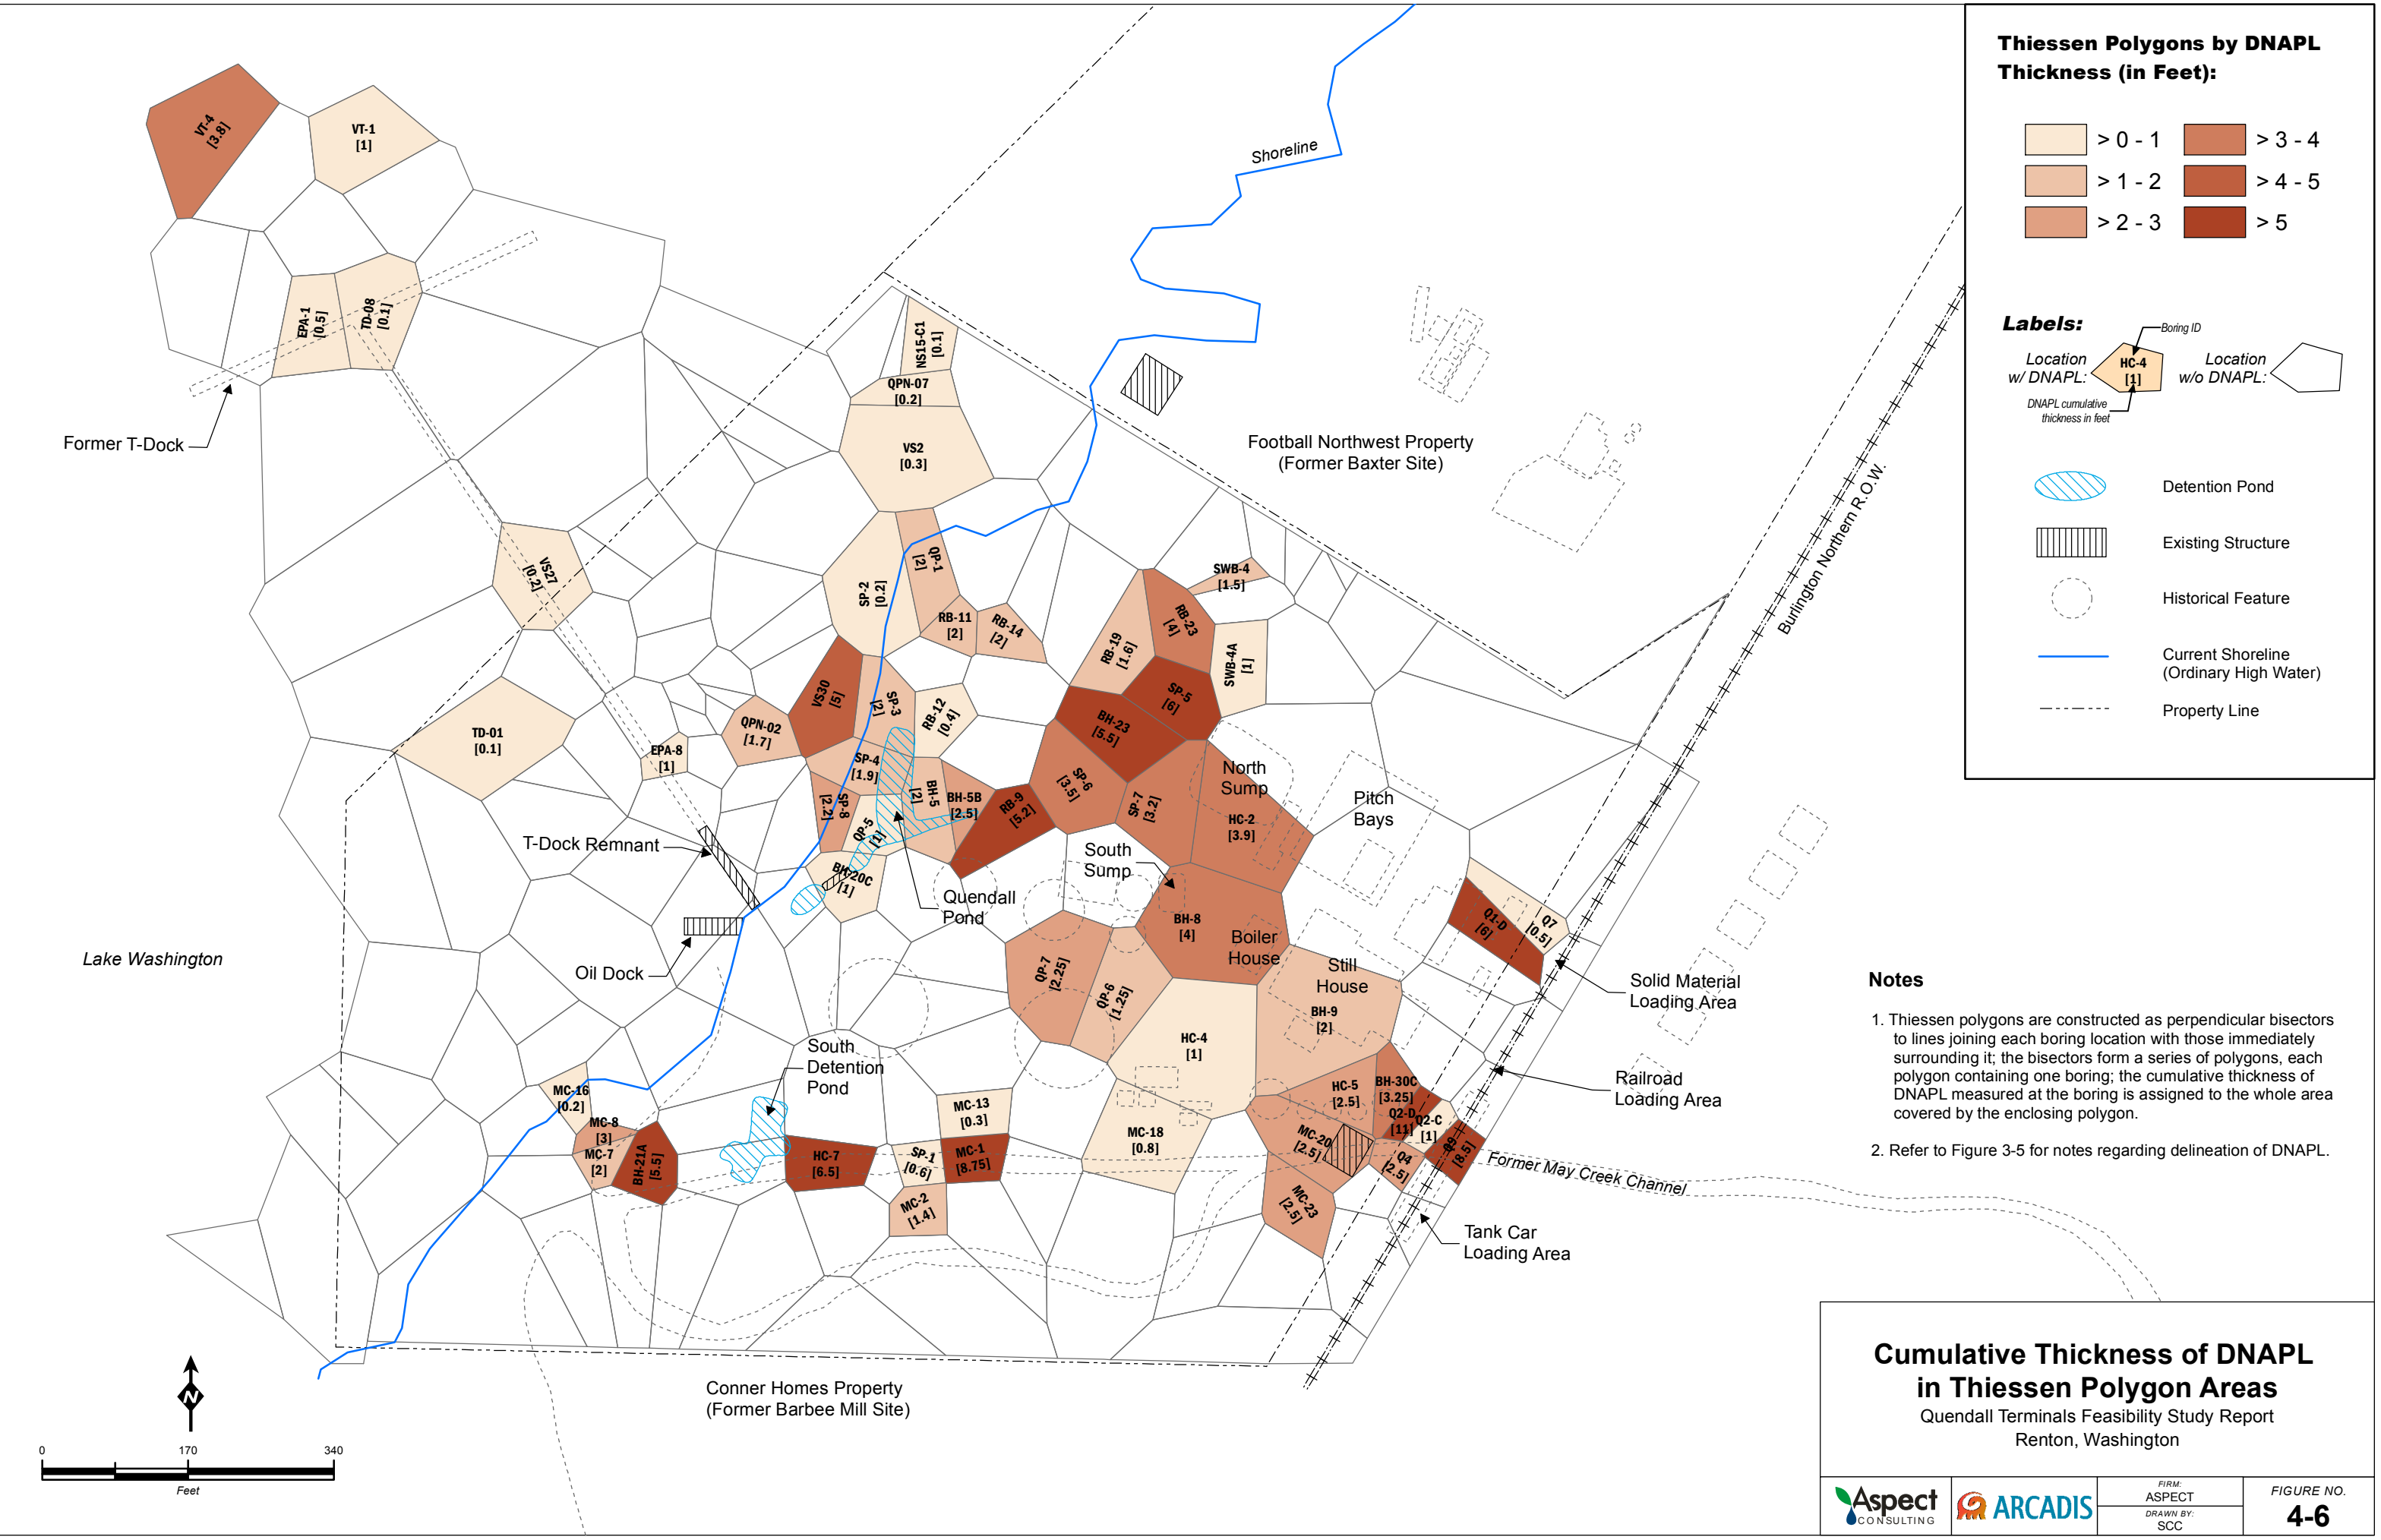 Thiessen Polygons by DNAPL
Thickness (in Feet):
> 0 - 1
> 3 - 4
> 1 - 2
> 4 - 5
> 2 - 3
> 5
Labels:
Boring ID
Location
w/ DNAPL:
HC-4
[1]
Location
w/o DNAPL:
DNAPL cumulative
thickness in feet
Detention Pond
Existing Structure
Historical Feature
Current Shoreline
(Ordinary High Water)
Property Line
VT-4
[3.8]
VT-1
[1]
EPA-1
[0.5]
TD-08
[0.1]
Former T-Dock
Shoreline
NS15-C1
[0.1]
QPN-07
[0.2]
VS2
[0.3]
Football Northwest Property
(Former Baxter Site)
Burlington Northern R.O.W.
VS27
[0.2]
SP-2
[0.2]
QP-1
[2]
RB-11
[2]
RB-14
[2]
SWB-4
[1.5]
RB-23
[4]
RB-19
[1.6]
SWB-4A
[1]
SP-5
[6]
BH-23
[5.5]
VS30
[5]
SP-3
[2]
RB-12
[0.4]
QPN-02
[1.7]
TD-01
[0.1]
EPA-8
[1]
SP-4
[1.9]
SP-8
[2.2]
BH-5
[2]
BH-5B
[2.5]
RB-9
[5.2]
SP-6
[3.5]
SP-7
[3.2]
North
Sump
HC-2
[3.9]
Pitch
Bays
QP-5
[1]
T-Dock Remnant
BH-20C
[1]
Quendall
Pond
South
Sump
BH-8
[4]
Boiler
House
Still
House
Q1-D
[6]
Q7
[0.5]
Lake Washington
Oil Dock
QP-7
[2.25]
QP-6
[1.25]
Solid Material
Loading Area
BH-9
[2]
HC-4
[1]
South
Detention
Pond
Railroad
Loading Area
MC-16
[0.2]
MC-8
[3]
MC-7
[2]
BH-21A
[5.5]
HC-7
[6.5]
MC-13
[0.3]
SP-1
[0.6]
MC-1
[8.75]
MC-2
[1.4]
MC-18
[0.8]
HC-5
[2.5]
BH-30C
[3.25]
Q2-D
[11]
Q2-C
[1]
MC-20
[2.5]
Q4
[2.5]
Q9
[8.5]
MC-23
[2.5]
Former May Creek Channel
Tank Car
Loading Area
Conner Homes Property
(Former Barbee Mill Site)
N
0
170
340
Feet
Notes
1. Thiessen polygons are constructed as perpendicular bisectors
to lines joining each boring location with those immediately
surrounding it; the bisectors form a series of polygons, each
polygon containing one boring; the cumulative thickness of
DNAPL measured at the boring is assigned to the whole area
covered by the enclosing polygon.
2. Refer to Figure 3-5 for notes regarding delineation of DNAPL.
Cumulative Thickness of DNAPL
in Thiessen Polygon Areas
Quendall Terminals Feasibility Study Report
Renton, Washington
Aspect
CONSULTING
ARCADIS
FIRM:
ASPECT
DRAWN BY:
SCC
FIGURE NO.
4-6